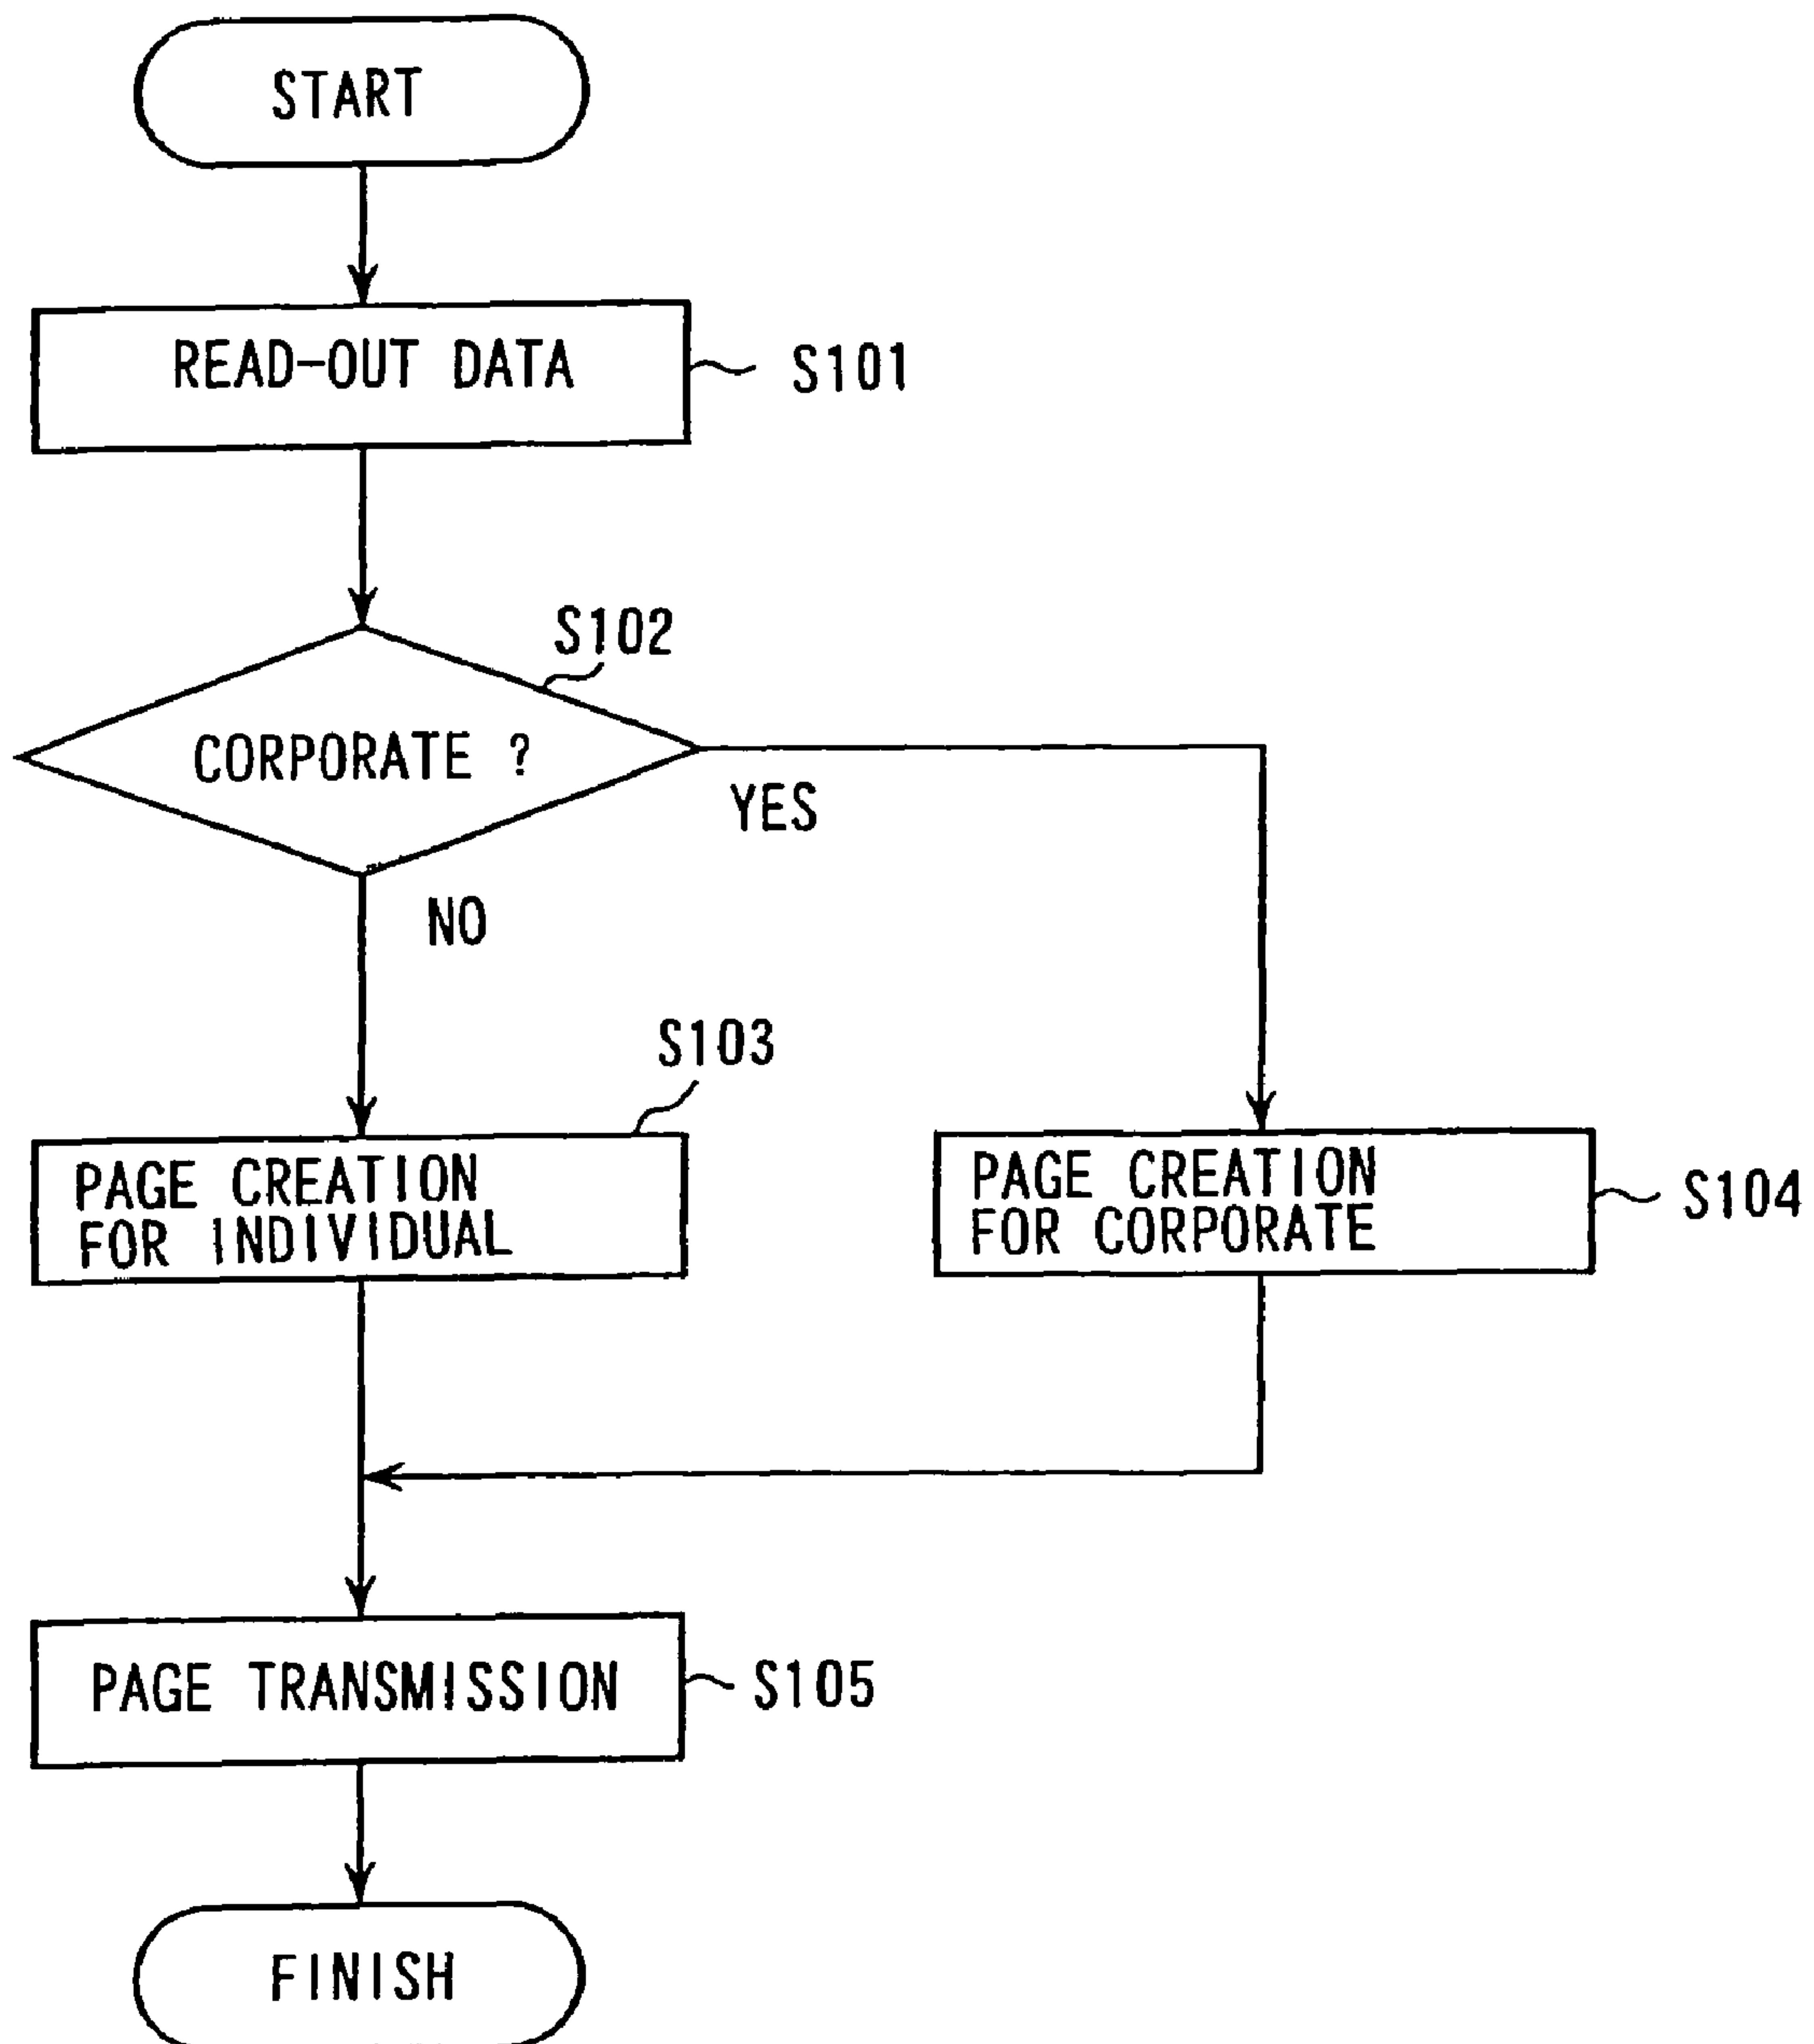 START
READ-OUT DATA
S101
S102
CORPORATE ?
YES
NO
S103
PAGE CREATION
FOR INDIVIDUAL
PAGE CREATION
FOR CORPORATE
S104
PAGE TRANSMISSION
S105
FINISH